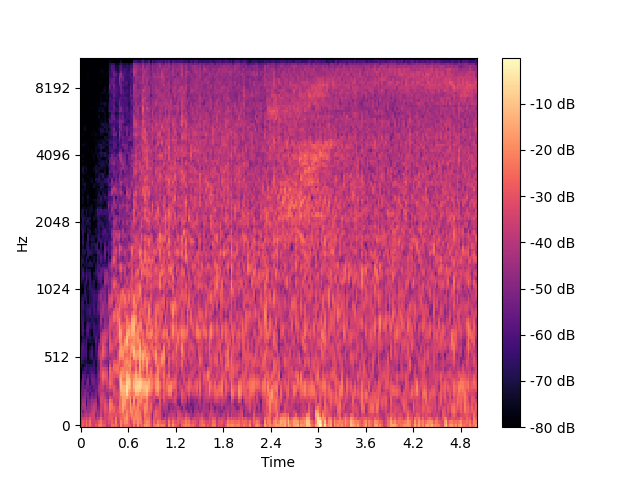 8192
4096
2048
1024
512
0
Hz
0 0.6 1.2 1.8 2.4 3 3.6 4.2 4.8
Time
-10 dB
-20 dB
-30 dB
-40 dB
-50 dB
-60 dB
-70 dB
-80 dB